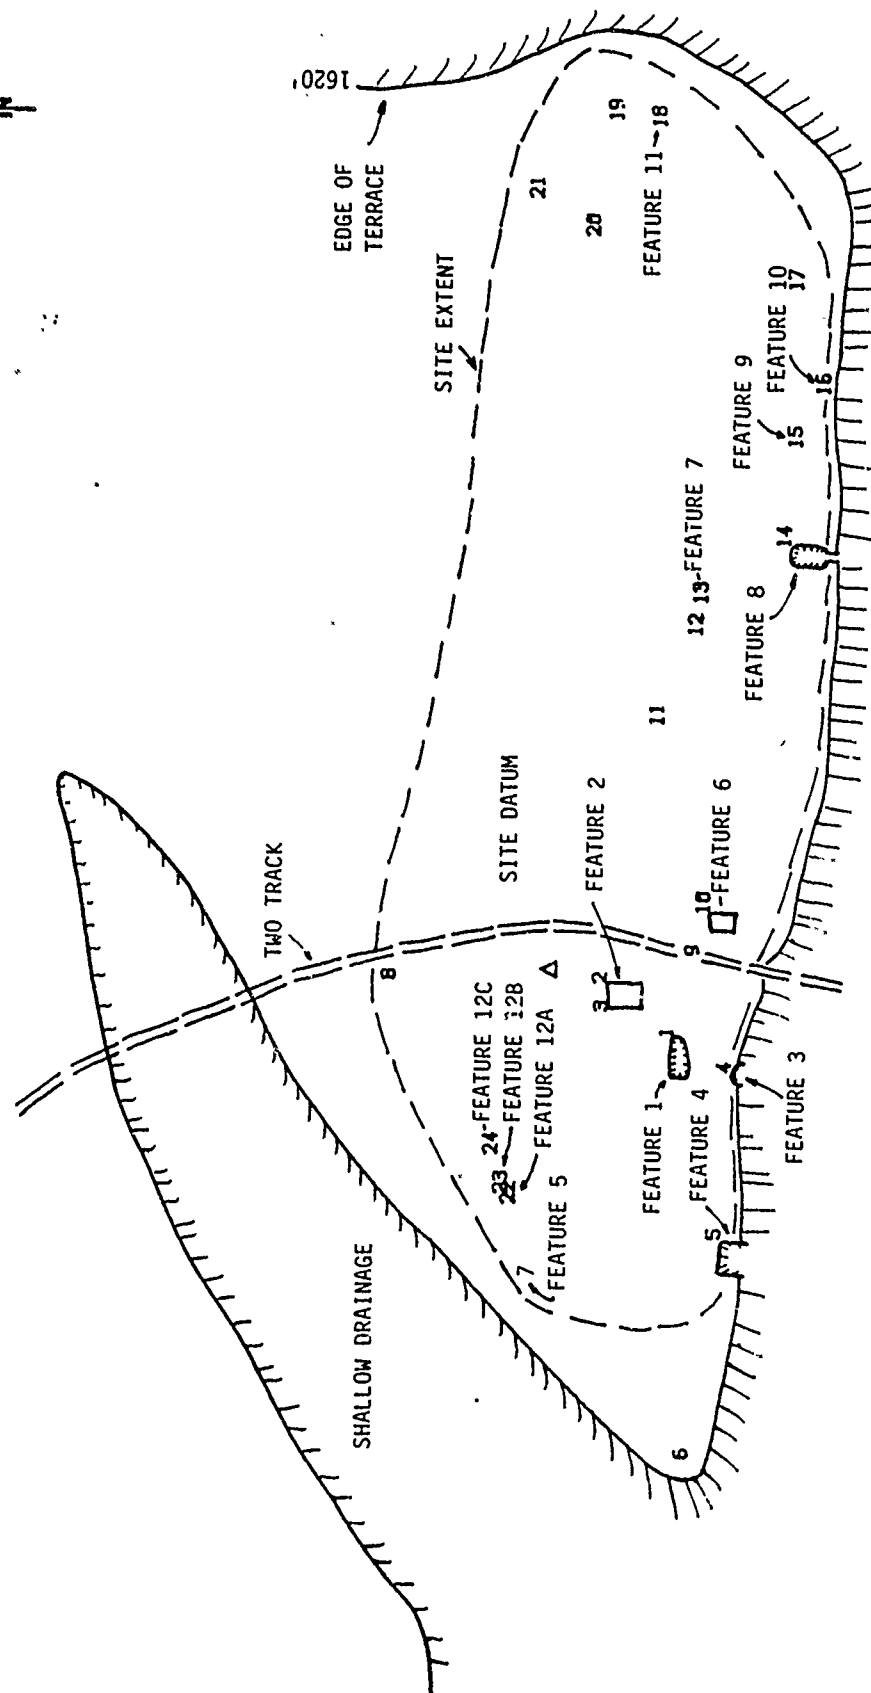 N
1620'
EDGE OF
TERRACE
SITE EXTENT
19
FEATURE 11
18
21
20
FEATURE 10
17
FEATURE 9
16
15
FEATURE 7
12
13
14
FEATURE 8
11
SITE DATUM
FEATURE 2
TWO TRACK
10
FEATURE 6
8
9
3
2
FEATURE 12C
24
FEATURE 12B
23
FEATURE 12A
22
1
FEATURE 1
4
FEATURE 3
FEATURE 4
5
7
FEATURE 5
SHALLOW DRAINAGE
6